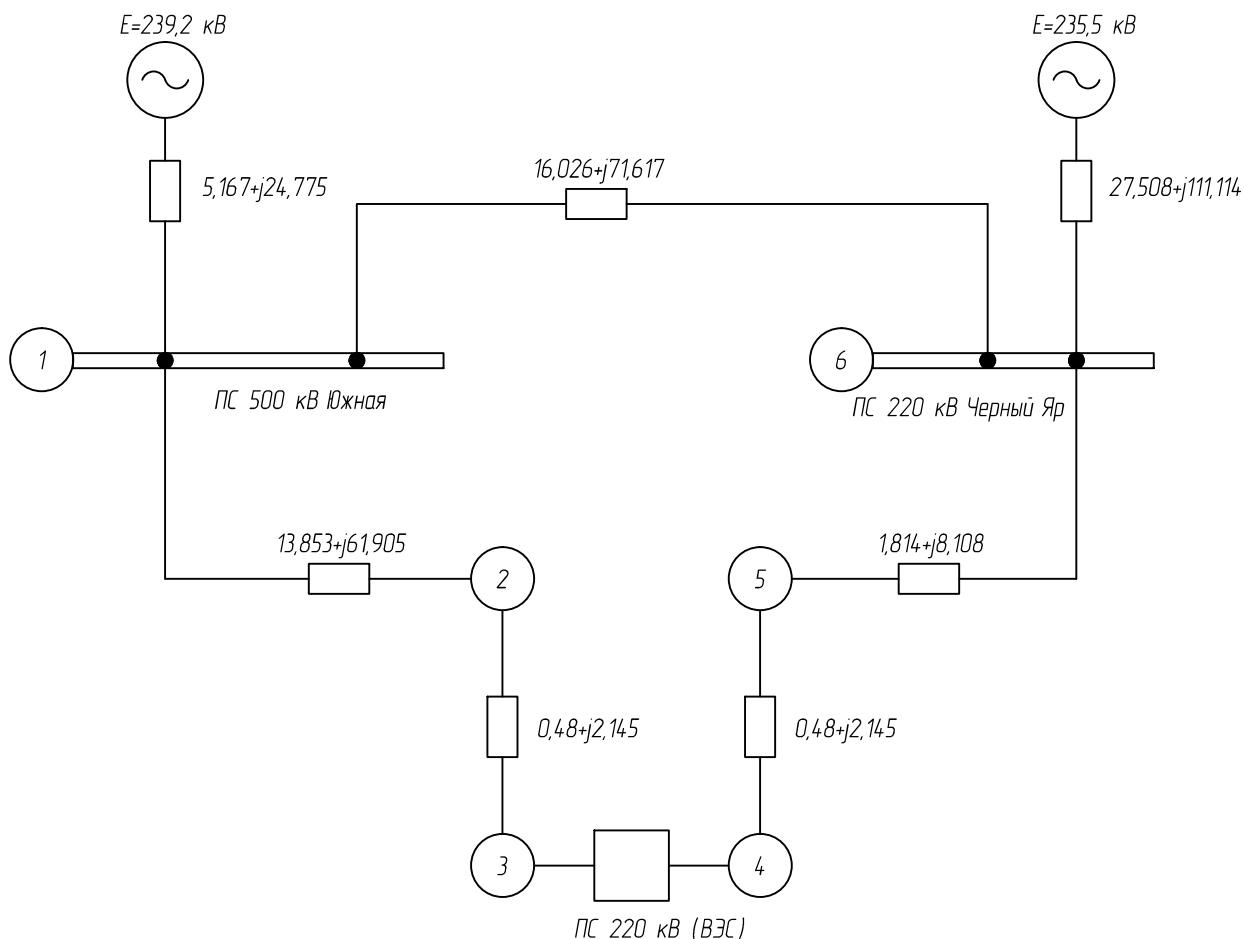 E=239,2 кВ
E=235,5 кВ
16,026+j71,617
5,167+j24,775
27,508+j111,114
1
6
ПС 500 кВ Южная
ПС 220 кВ Черный Яр
13,853+j61,905
1,814+j8,108
2
5
0,48+j2,145
0,48+j2,145
3
4
ПС 220 кВ (ВЭС)